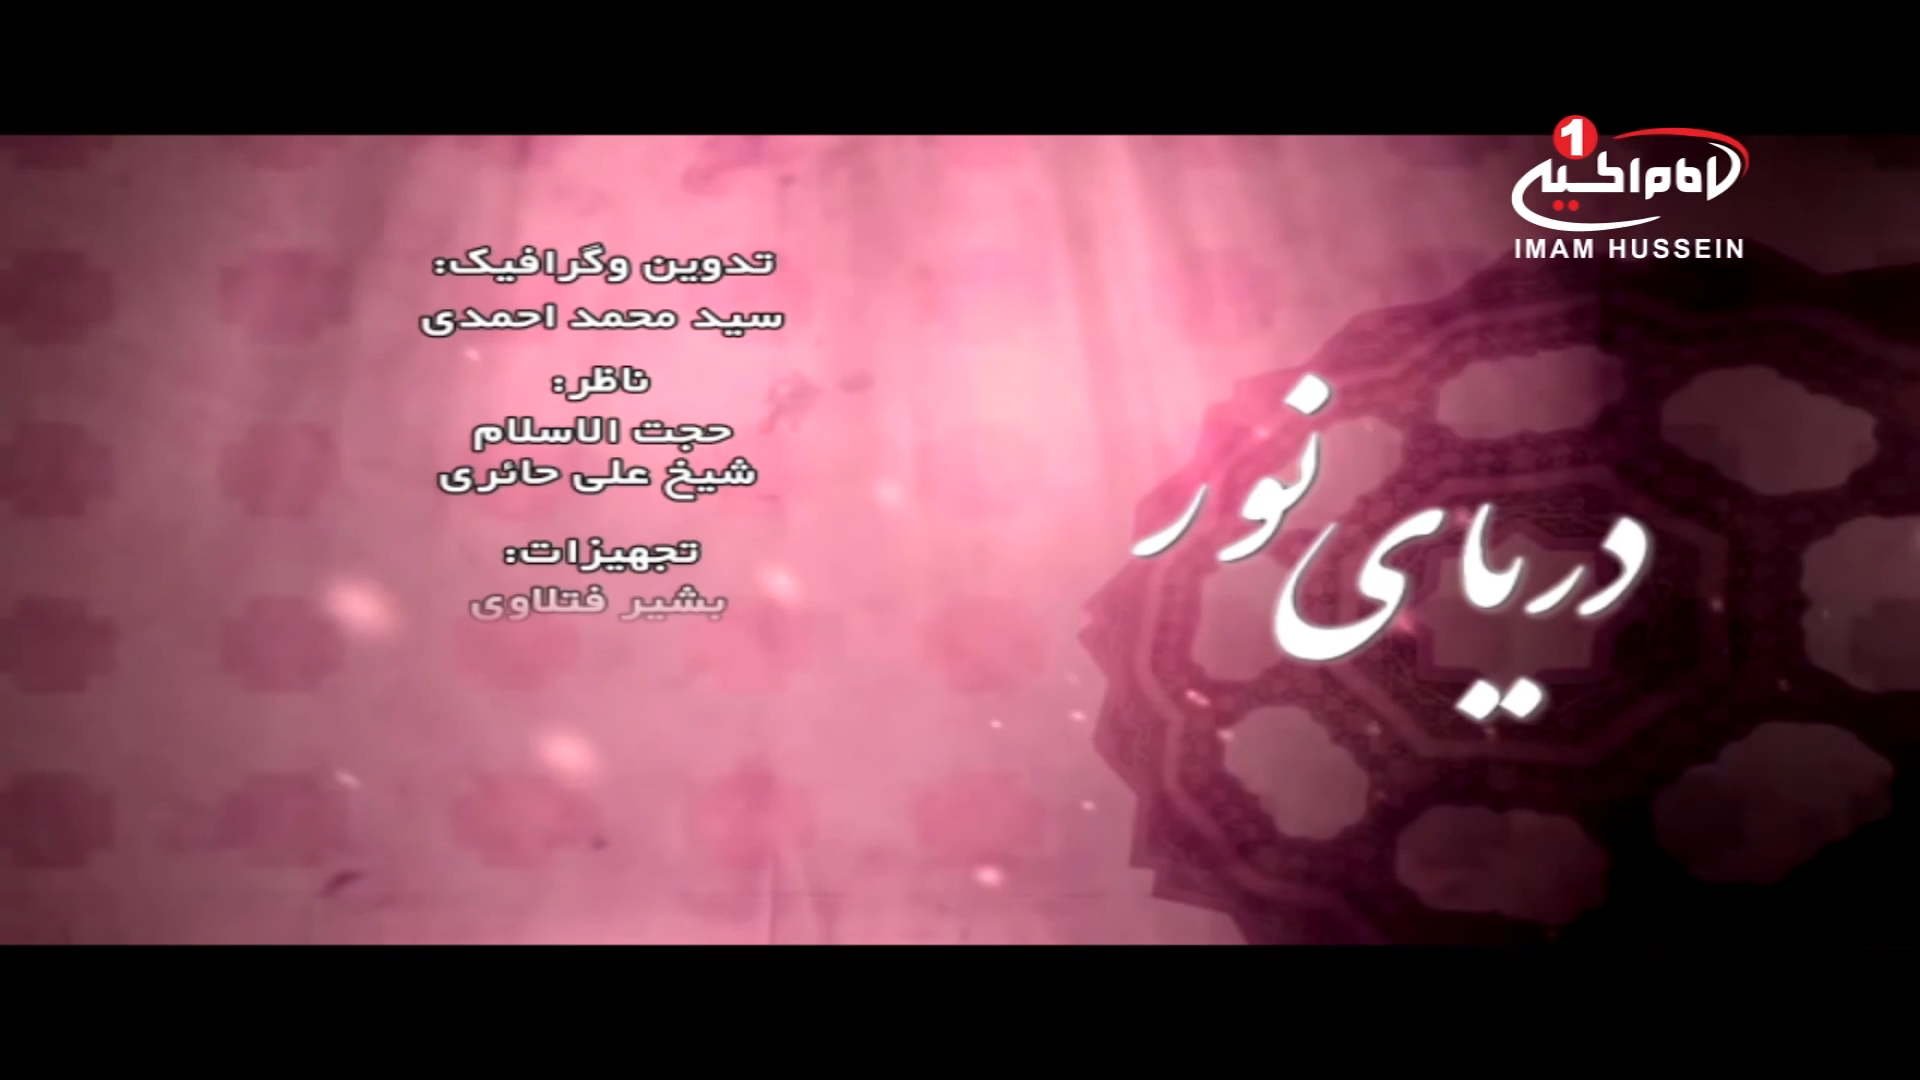 امام الحسین
1
IMAM HUSSEIN
دریای نور
تدوین وگرافیک:
سید محمد احمدی
ناظر:
حجت الاسلام
شیخ علی حائری
تجهیزات:
بشیر فتلاوی